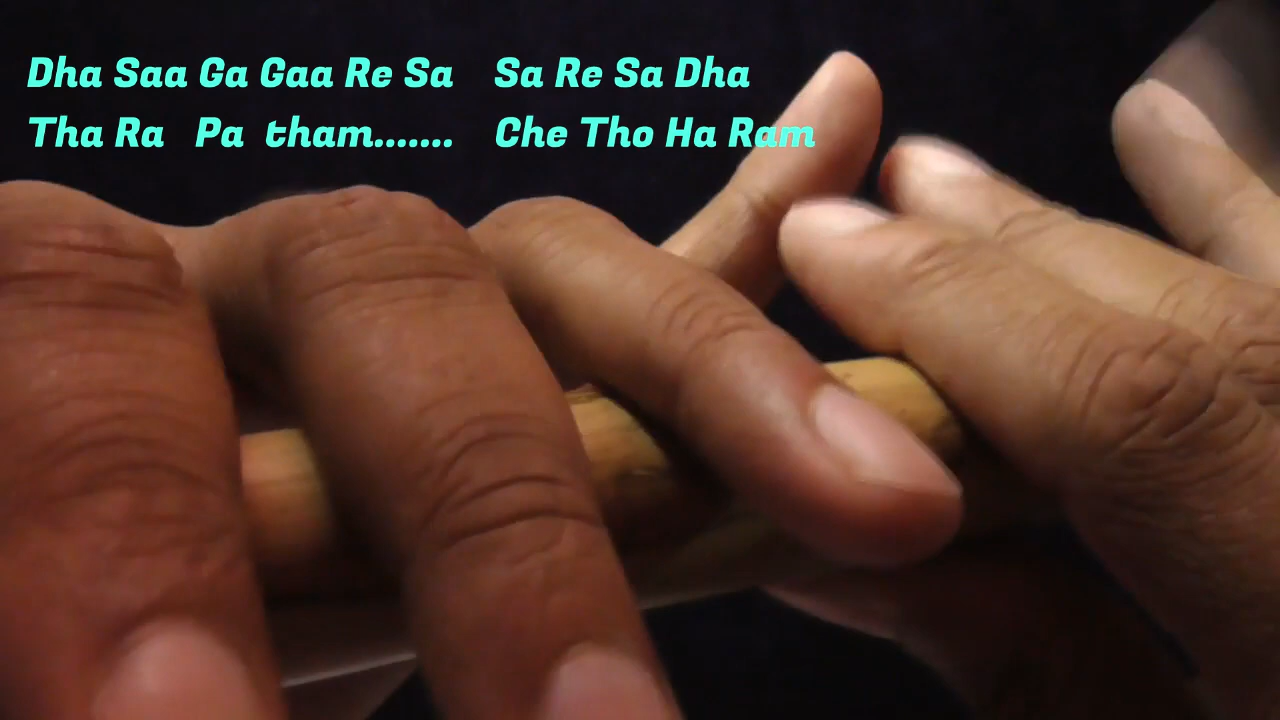 Dha Saa Ga Gaa Re Sa    Sa Re Sa Dha
Tha Ra   Pa  tham.......    Che Tho Ha Ram